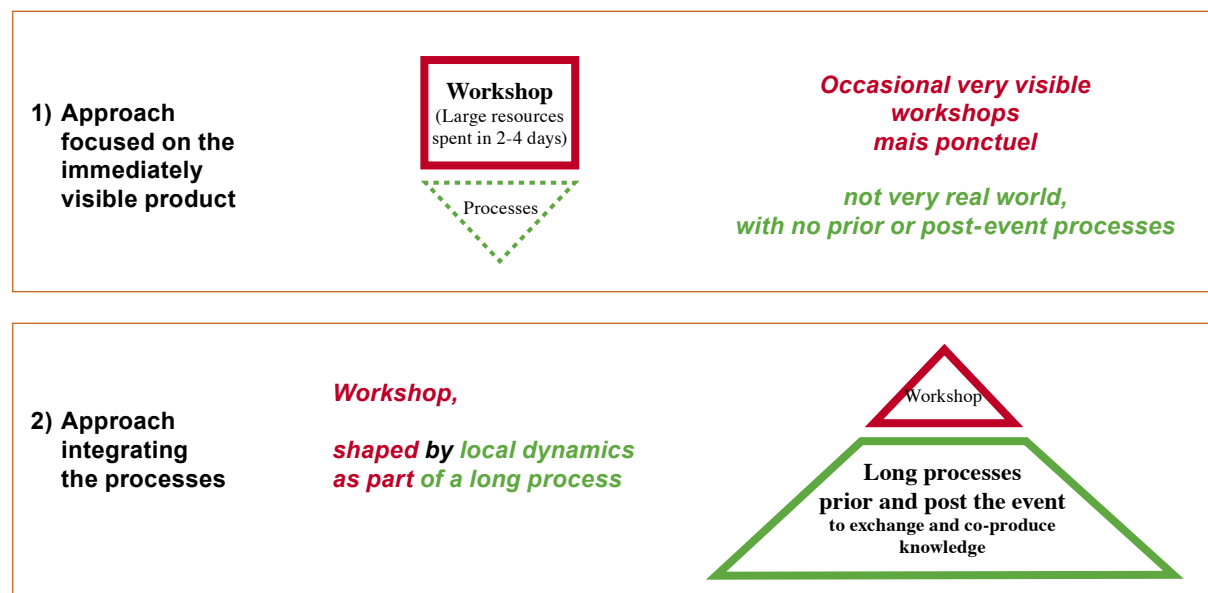 1) Approach
focused on the
immediately
visible product
Workshop
(Large resources
spent in 2-4 days)
Processes
Occasional very visible
workshops
mais ponctuel
not very real world,
with no prior or post-event processes
2) Approach
integrating
the processes
Workshop,
shaped by local dynamics
as part of a long process
Workshop
Long processes
prior and post the event
to exchange and co-produce
knowledge